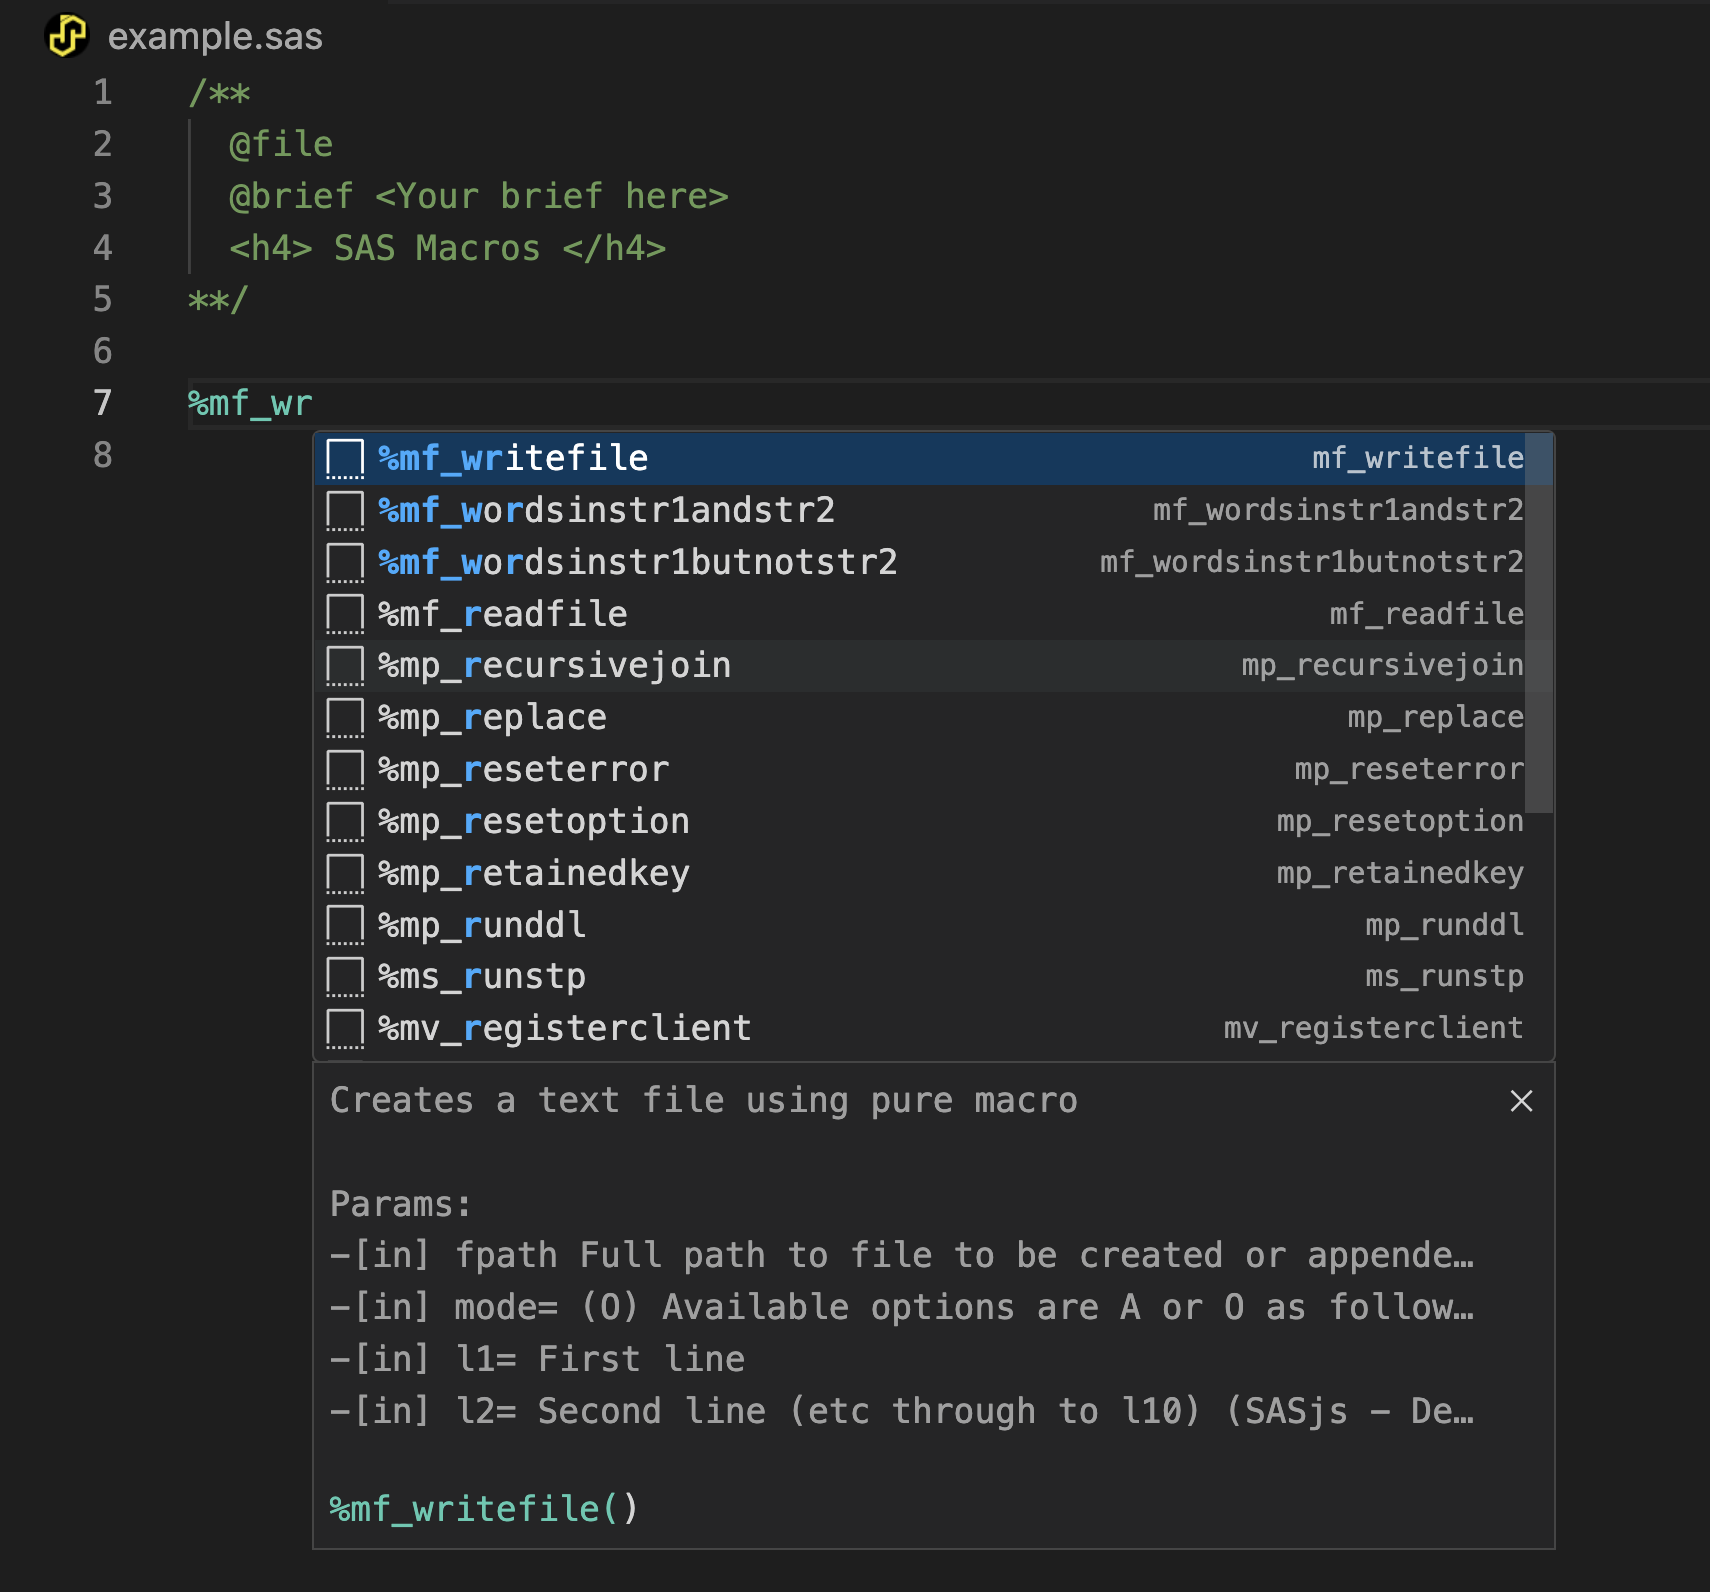 example.sas
1 /**
2 @file
3 @brief <Your brief here>
4 <h4> SAS Macros </h4>
5 **/
6
7 %mf_wr
8
%mf_writefile mf_writefile
%mf_wordsinstr1andstr2 mf_wordsinstr1andstr2
%mf_wordsinstr1butnotstr2 mf_wordsinstr1butnotstr2
%mf_readfile mf_readfile
%mp_recursivejoin mp_recursivejoin
%mp_replace mp_replace
%mp_reseterror mp_reseterror
%mp_resetoption mp_resetoption
%mp_retainedkey mp_retainedkey
%mp_runddl mp_runddl
%ms_runstp ms_runstp
%mv_registerclient mv_registerclient
Creates a text file using pure macro
Params:
-[in] fpath Full path to file to be created or appende…
-[in] mode= (O) Available options are A or O as follow…
-[in] l1= First line
-[in] l2= Second line (etc through to l10) (SASjs - De…
%mf_writefile()